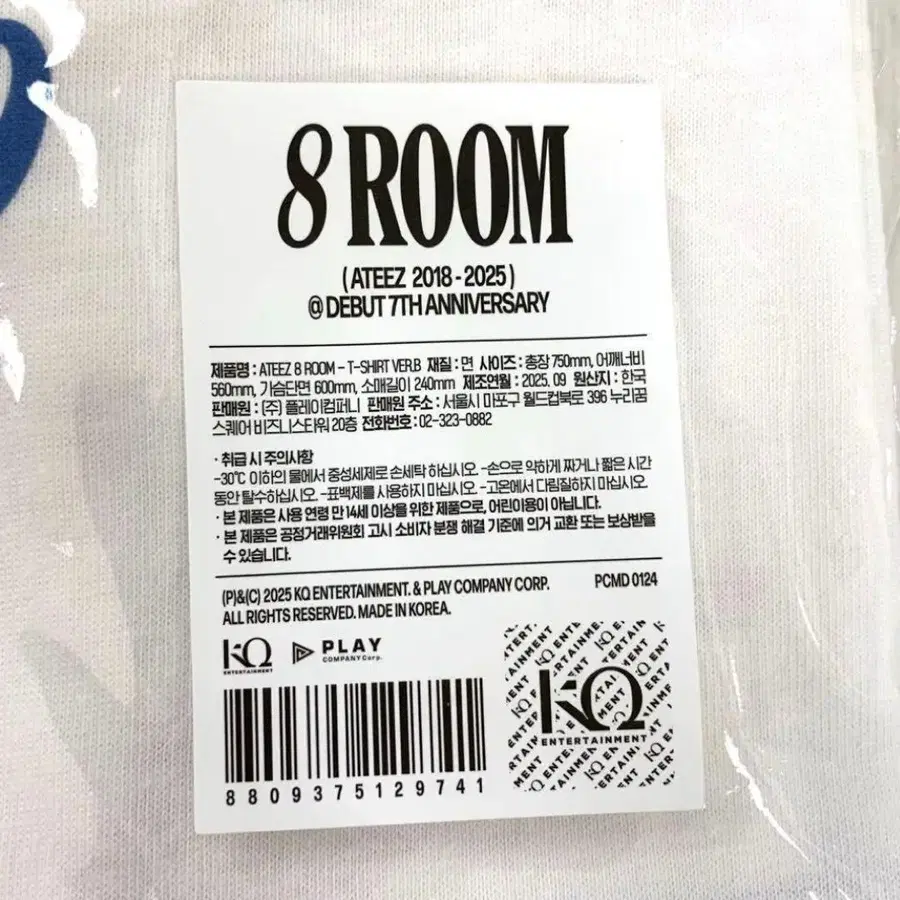 8 ROOM
( ATEEZ 2018 - 2025 )
@ DEBUT 7TH ANNIVERSARY
제품명 : ATEEZ 8 ROOM – T-SHIRT VER.B 재질 : 면 사이즈 : 총장 750mm, 어깨너비
560mm, 가슴단면 600mm, 소매길이 240mm 제조연월 : 2025. 09 원산지 : 한국
판매원 : (주) 플레이컴퍼니 판매원 주소 : 서울시 마포구 월드컵북로 396 누리꿈
스퀘어 비즈니스타워 20층 전화번호 : 02-323-0882
· 취급 시 주의사항
-30℃ 이하의 물에서 중성세제로 손세탁 하십시오. -손으로 약하게 짜거나 짧은 시간
동안 탈수하십시오. -표백제를 사용하지 마십시오. -고온에서 다림질하지 마십시오.
· 본 제품은 사용 연령 만 14세 이상을 위한 제품으로, 어린이용이 아닙니다.
· 본 제품은 공정거래위원회 고시 소비자 분쟁 해결 기준에 의거 교환 또는 보상받을
수 있습니다.
(P)&(C) 2025 KQ ENTERTAINMENT. & PLAY COMPANY CORP. PCMD 0124
ALL RIGHTS RESERVED. MADE IN KOREA.
KQ ENTERTAINMENT PLAY COMPANY Corp.
KQ
ENTERTAINMENT
8809375129741